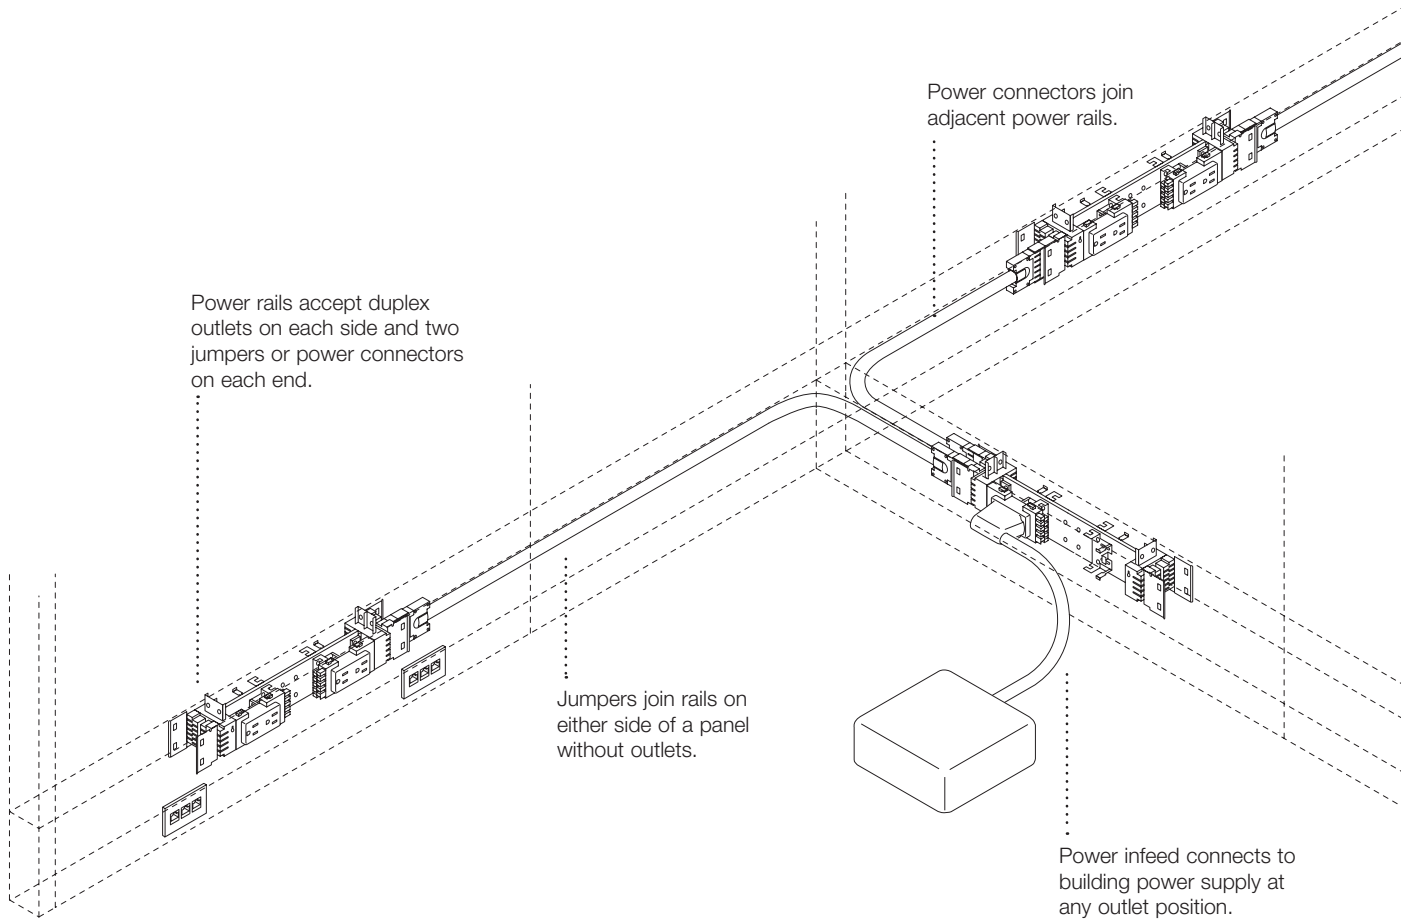 Power connectors join
adjacent power rails.
Power rails accept duplex
outlets on each side and two
jumpers or power connectors
on each end.
Jumpers join rails on
either side of a panel
without outlets.
Power infeed connects to
building power supply at
any outlet position.